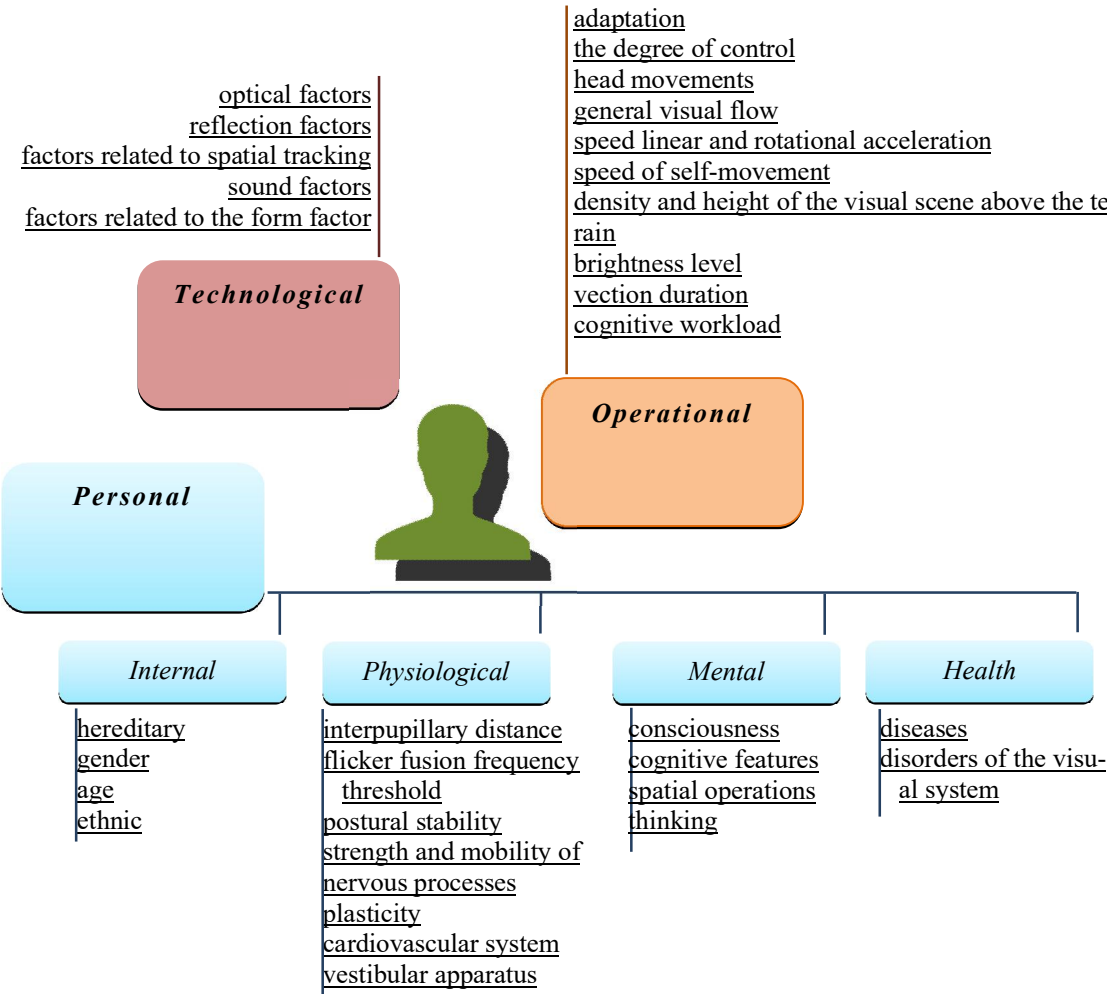 optical factors
reflection factors
factors related to spatial tracking
sound factors
factors related to the form factor
Technological
adaptation
the degree of control
head movements
general visual flow
speed linear and rotational acceleration
speed of self-movement
density and height of the visual scene above the te
rain
brightness level
vection duration
cognitive workload
Operational
Personal
Internal
hereditary
gender
age
ethnic
Physiological
interpupillary distance
flicker fusion frequency
threshold
postural stability
strength and mobility of
nervous processes
plasticity
cardiovascular system
vestibular apparatus
Mental
consciousness
cognitive features
spatial operations
thinking
Health
diseases
disorders of the visu-
al system